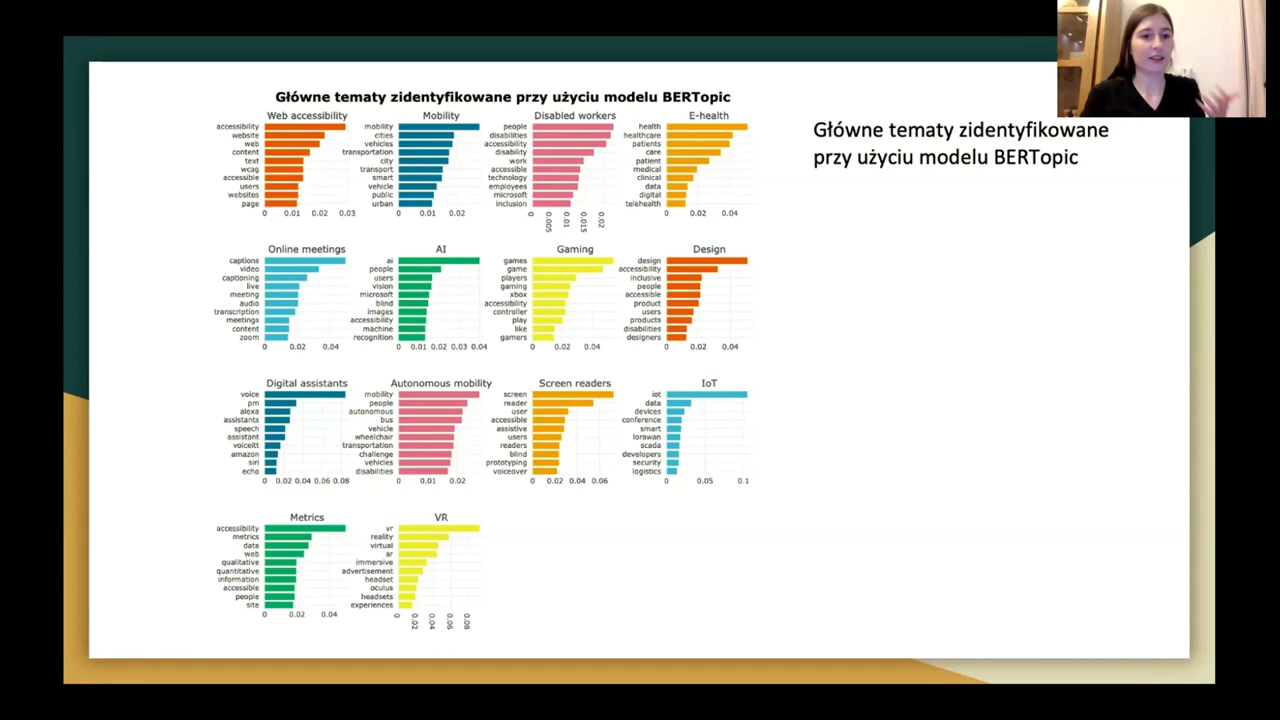 Główne tematy zidentyfikowane przy użyciu modelu BERTopic
Główne tematy zidentyfikowane
przy użyciu modelu BERTopic
Web accessibility
accessibility
website
web
content
text
wcag
accessible
users
websites
page
0 0.01 0.02 0.03
Mobility
mobility
cities
vehicles
transportation
city
transport
smart
vehicle
public
urban
0 0.01 0.02
Disabled workers
people
disabilities
accessibility
disability
work
accessible
technology
employees
microsoft
inclusion
0 0.005 0.01 0.015 0.02
E-health
health
healthcare
patients
care
patient
medical
clinical
data
digital
telehealth
0 0.02 0.04
Online meetings
captions
video
captioning
live
meeting
audio
transcription
meetings
content
zoom
0 0.02 0.04
AI
ai
people
users
vision
microsoft
blind
images
accessibility
machine
recognition
0 0.01 0.02 0.03 0.04
Gaming
games
game
players
gaming
xbox
accessibility
controller
play
like
gamers
0 0.02 0.04
Design
design
accessibility
inclusive
people
accessible
product
users
products
disabilities
designers
0 0.02 0.04
Digital assistants
voice
pm
alexa
assistants
speech
assistant
voiceitt
amazon
siri
echo
0 0.02 0.04 0.06 0.08
Autonomous mobility
mobility
people
autonomous
bus
vehicle
wheelchair
transportation
challenge
vehicles
disabilities
0 0.01 0.02
Screen readers
screen
reader
user
accessible
assistive
users
readers
blind
prototyping
voiceover
0 0.02 0.04 0.06
IoT
iot
data
devices
conference
smart
lorawan
scada
developers
security
logistics
0 0.05 0.1
Metrics
accessibility
metrics
data
web
qualitative
quantitative
information
accessible
people
site
0 0.02 0.04
VR
vr
reality
virtual
ar
immersive
advertisement
headset
oculus
headsets
experiences
0 0.02 0.04 0.06 0.08